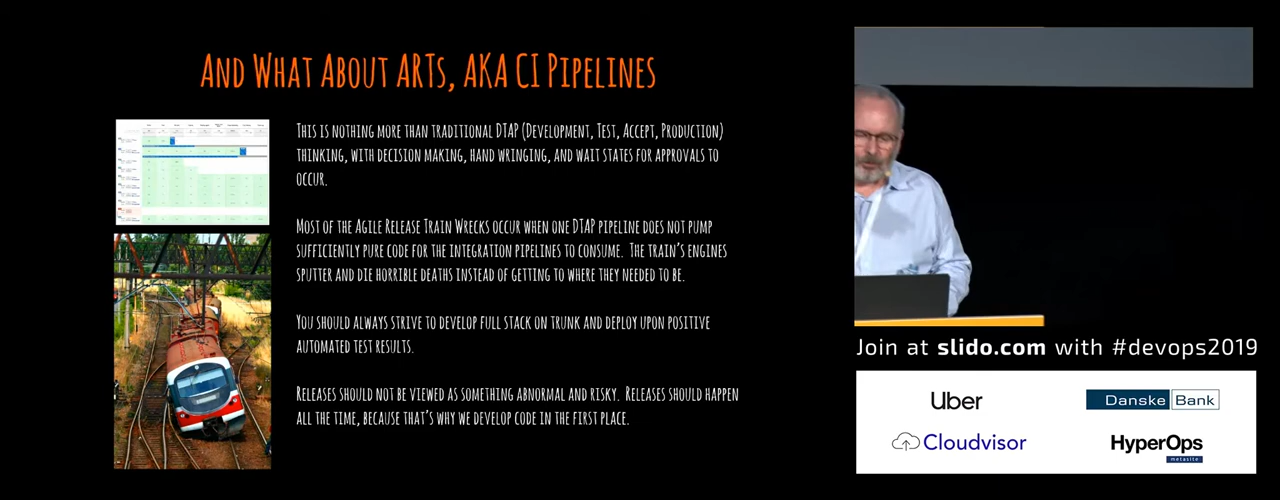 And What About ARTs, AKA CI Pipelines
This is nothing more than traditional DTAP (Development, Test, Accept, Production)
thinking, with decision making, hand wringing, and wait states for approvals to
occur.
Most of the Agile Release Train Wrecks occur when one DTAP pipeline does not pump
sufficiently pure code for the integration pipelines to consume. The train's engines
sputter and die horrible deaths instead of getting to where they needed to be.
You should always strive to develop full stack on trunk and deploy upon positive
automated test results.
Releases should not be viewed as something abnormal and risky. Releases should happen
all the time, because that's why we develop code in the first place.
Join at slido.com with #devops2019
Uber
Danske Bank
Cloudvisor
HyperOps
metasite